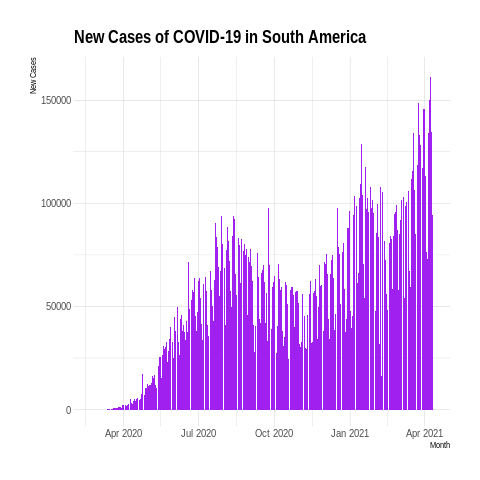 New Cases of COVID-19 in South America
New Cases
150000
100000
50000
0
Apr 2020 Jul 2020 Oct 2020 Jan 2021 Apr 2021
Month